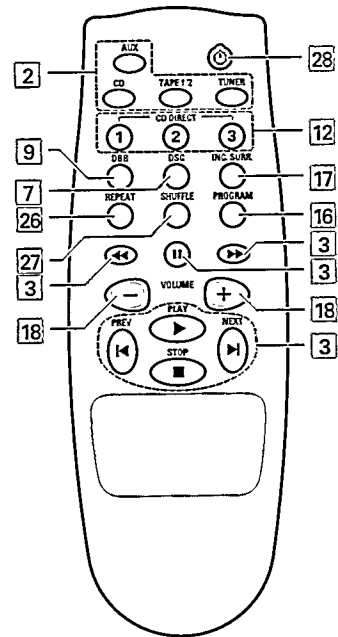 AUX
28
2
CD TAPE 1/2 TUNER
CD DIRECT
1 2 3
12
DBB DSC INC. SURR.
9
7
17
REPEAT SHUFFLE PROGRAM
26
16
27
3
3
3
VOLUME
18
18
PLAY
PREV NEXT
STOP
3